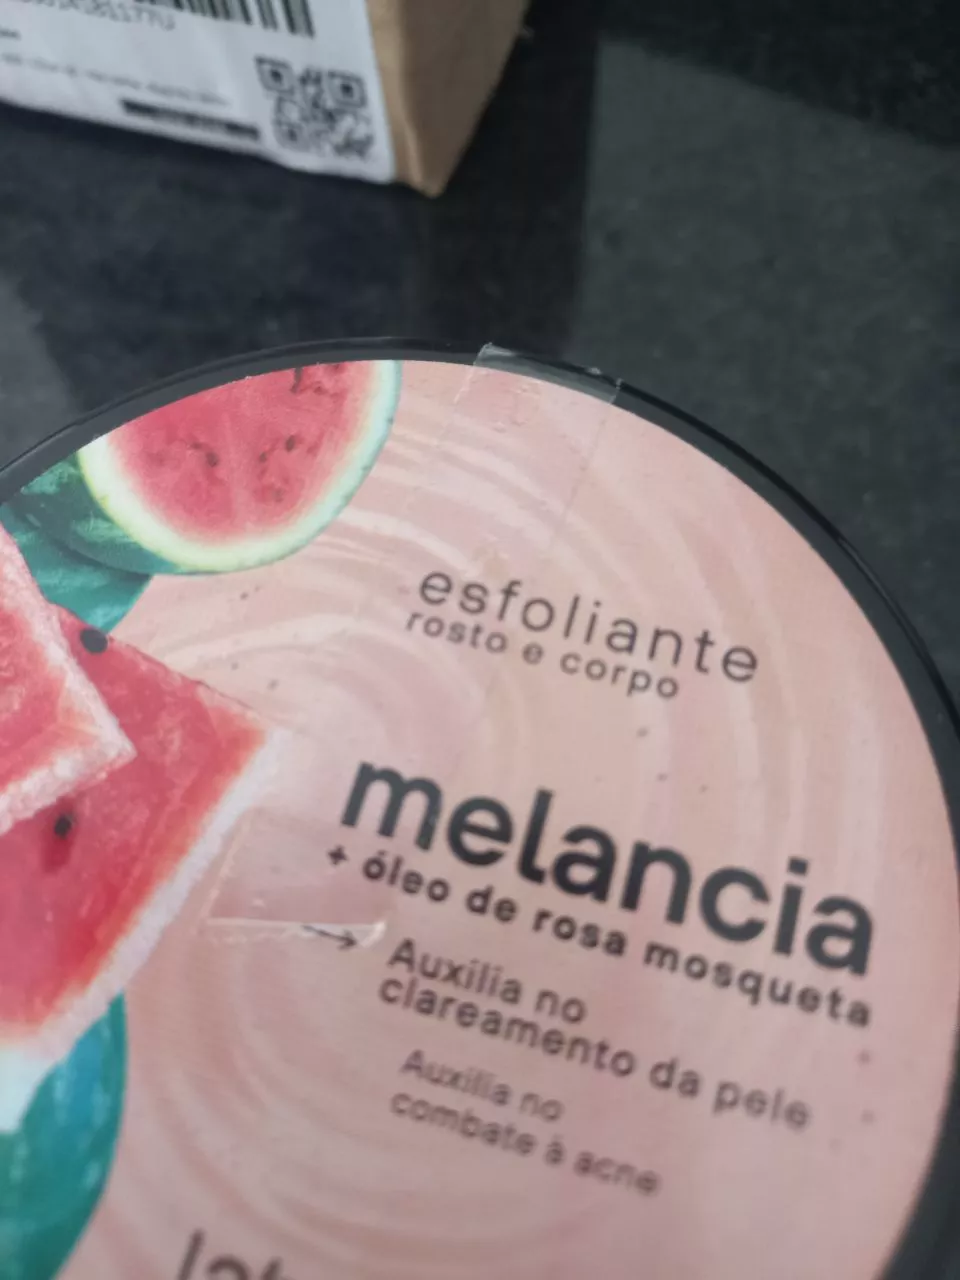 esfoliante
rosto e corpo
melancia
+ óleo de rosa mosqueta
→ Auxilia no
clareamento da pele
Auxilia no
combate à acne